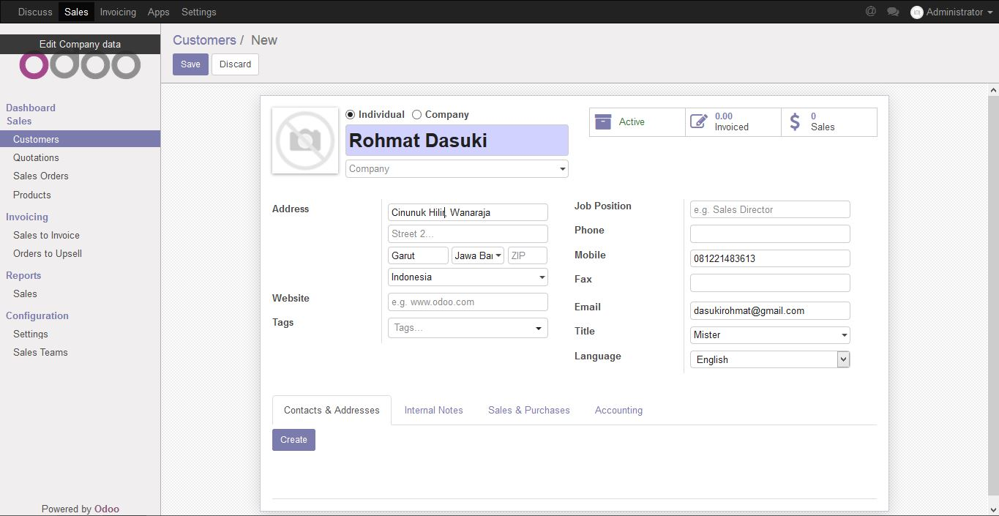 Discuss Sales Invoicing Apps Settings @ Administrator
Edit Company data
odoo
Dashboard
Sales
Customers
Quotations
Sales Orders
Products
Invoicing
Sales to Invoice
Orders to Upsell
Reports
Sales
Configuration
Settings
Sales Teams
Powered by Odoo
Customers / New
Save Discard
Individual Company
Rohmat Dasuki
Company
Active
0.00
Invoiced
$ 0
Sales
Address
Cinunuk Hilir, Wanaraja
Street 2...
Garut Jawa Bar ZIP
Indonesia
Website e.g. www.odoo.com
Tags Tags...
Job Position e.g. Sales Director
Phone
Mobile 081221483613
Fax
Email dasukirohmat@gmail.com
Title Mister
Language English
Contacts & Addresses Internal Notes Sales & Purchases Accounting
Create